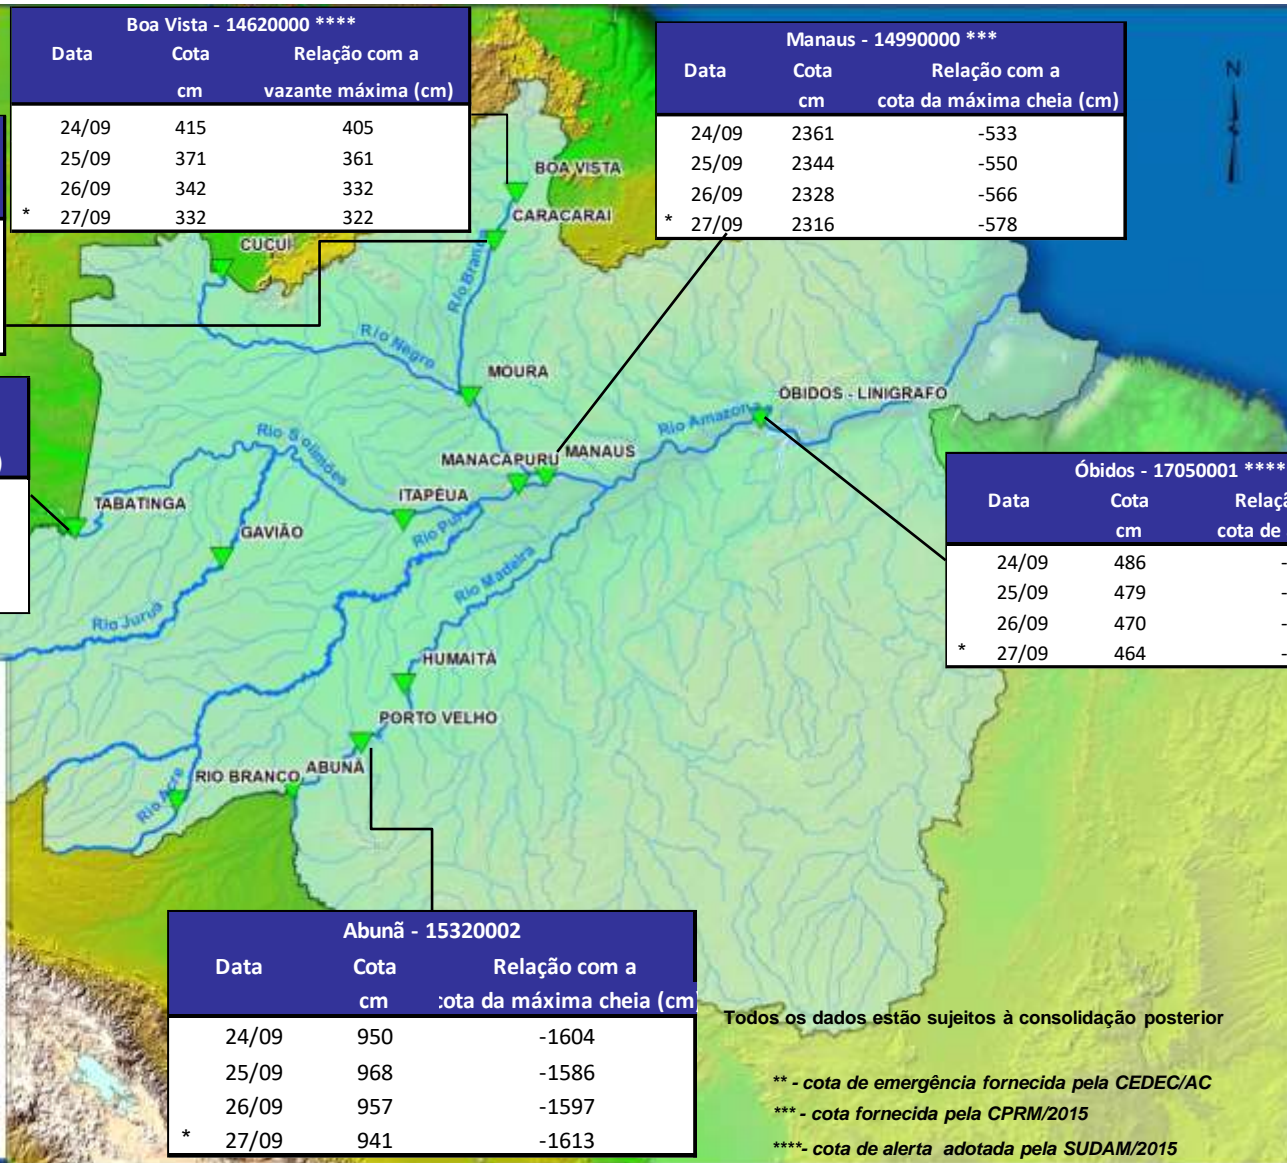 Boa Vista - 14620000 ****
Data Cota Relação com a
cm vazante máxima (cm)
24/09 415 405
25/09 371 361
26/09 342 332
* 27/09 332 322
Manaus - 14990000 ***
Data Cota Relação com a
cm cota da máxima cheia (cm)
24/09 2361 -533
25/09 2344 -550
26/09 2328 -566
* 27/09 2316 -578
N
BOA VISTA
CARACARAI
CUCUI
Rio Branco
Rio Negro
MOURA
ÓBIDOS - LINIGRAFO
Rio Amazonas
Rio Solimões
MANACAPURU
MANAUS
)
TABATINGA
ITAPÉUA
GAVIÃO
Rio Purus
Rio Madeira
Rio Juruá
Óbidos - 17050001 ****
Data Cota
cm cota de
24/09 486 -
25/09 479 -
26/09 470 -
* 27/09 464 -
HUMAITÁ
PORTO VELHO
RIO BRANCO
ABUNÃ
Rio Acre
Abunã - 15320002
Data Cota Relação com a
cm cota da máxima cheia (cm
24/09 950 -1604
25/09 968 -1586
26/09 957 -1597
* 27/09 941 -1613
Todos os dados estão sujeitos à consolidação posterior
** - cota de emergência fornecida pela CEDEC/AC
*** - cota fornecida pela CPRM/2015
****- cota de alerta adotada pela SUDAM/2015